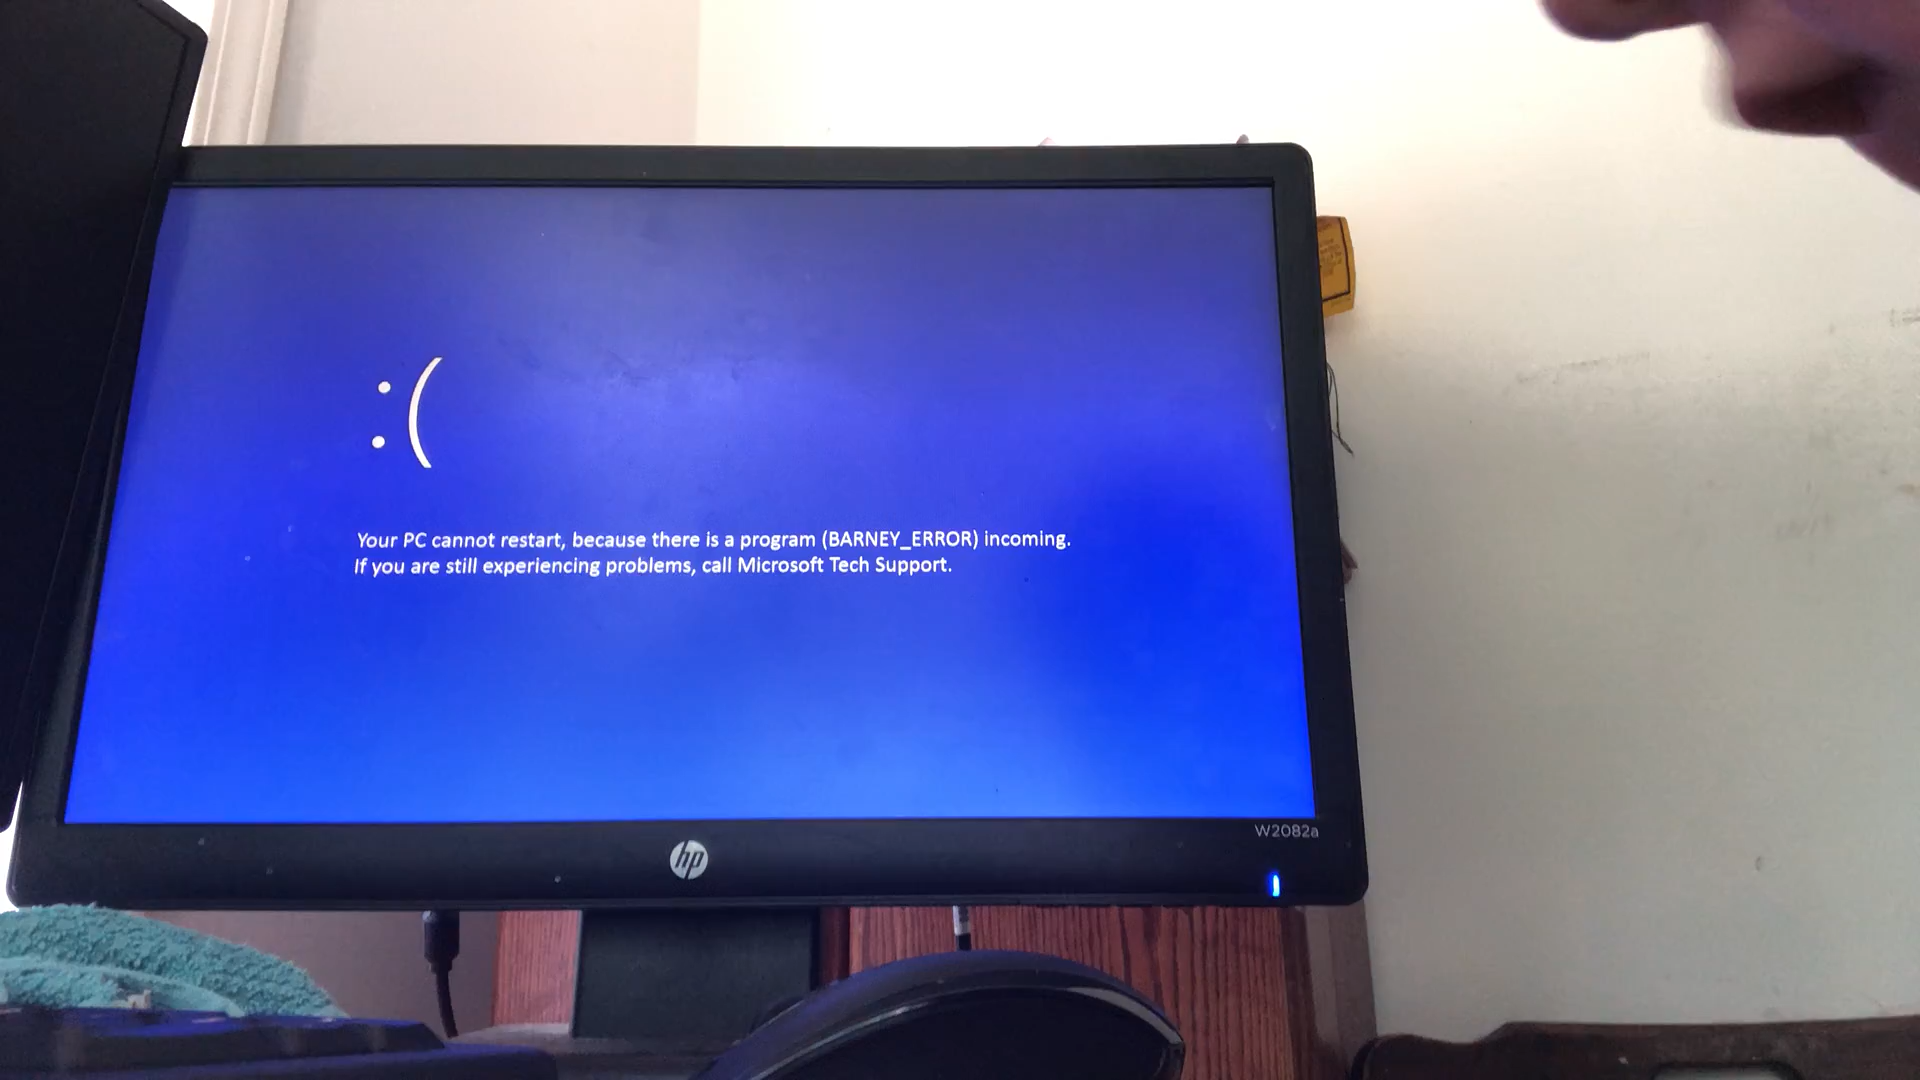 :(
Your PC cannot restart, because there is a program (BARNEY_ERROR) incoming.
If you are still experiencing problems, call Microsoft Tech Support.
W2082a
hp